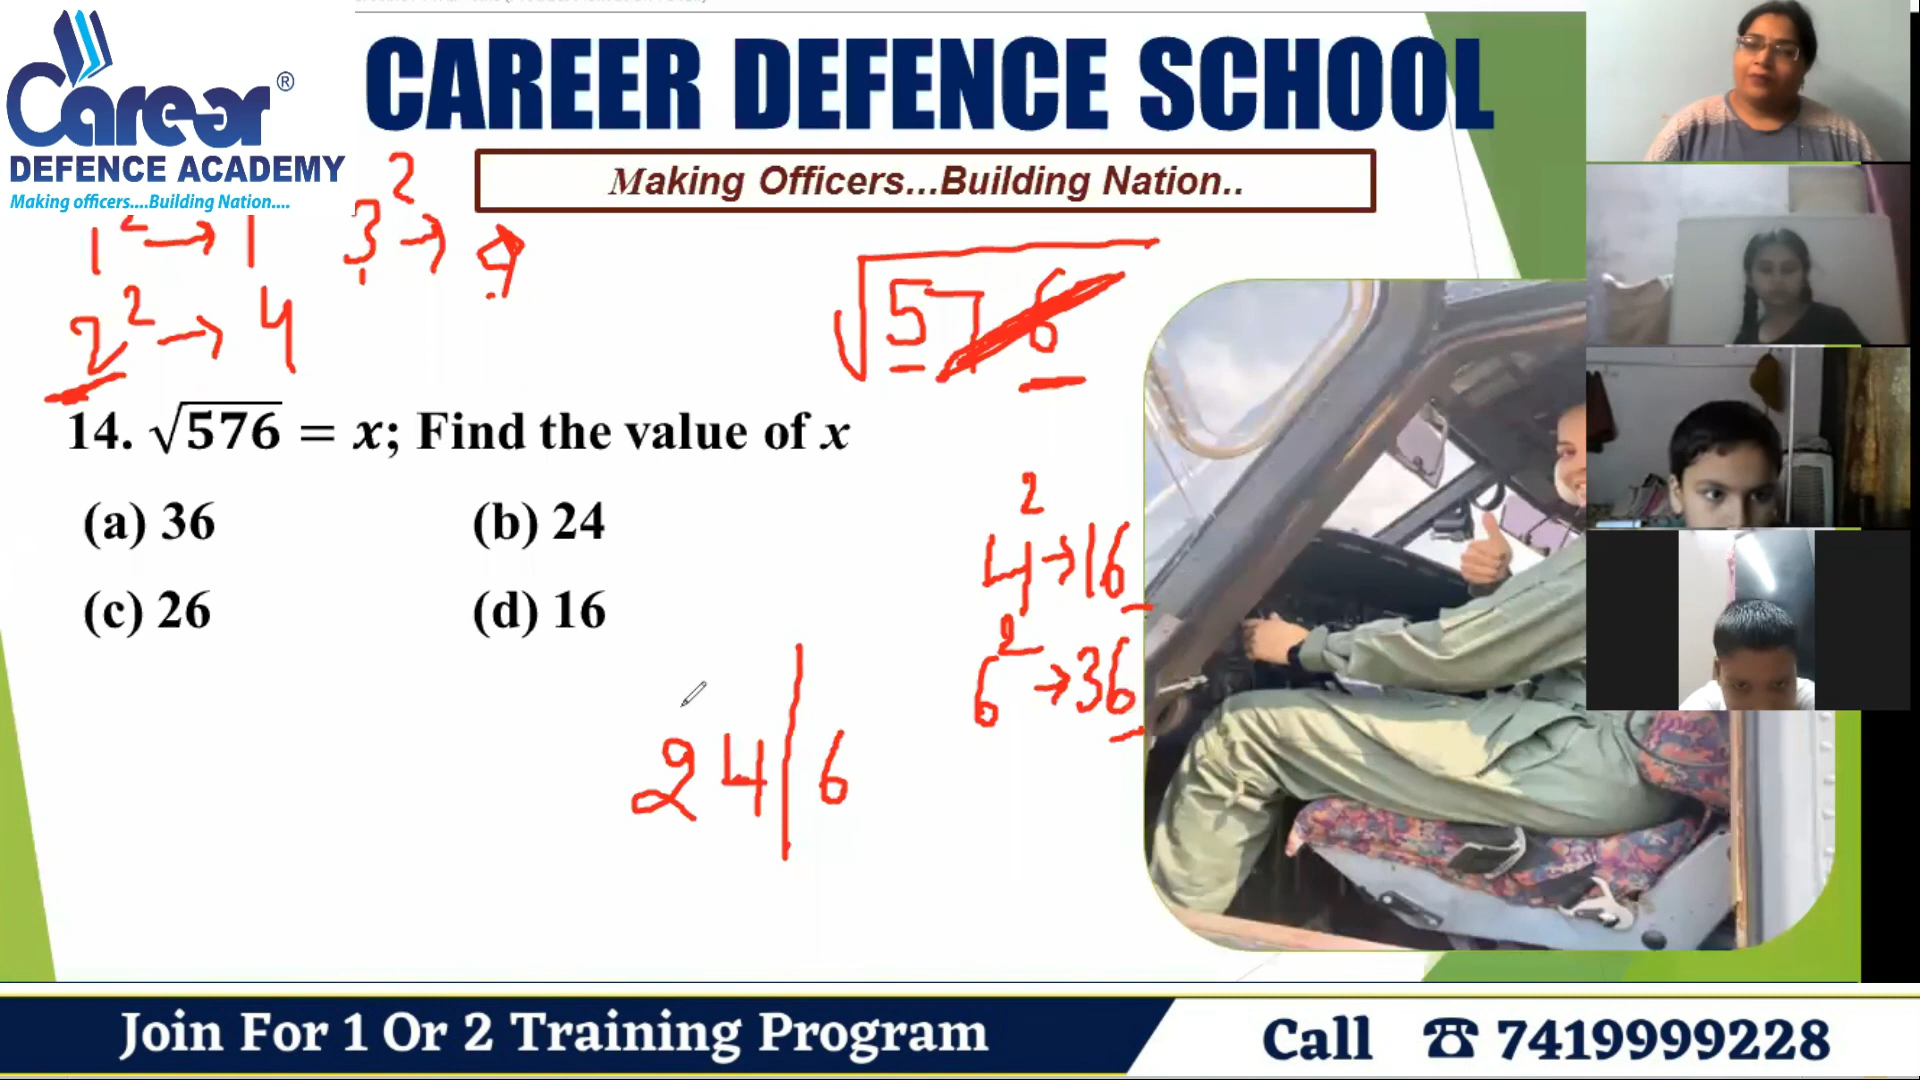 Career ®
DEFENCE ACADEMY
Making officers....Building Nation....
CAREER DEFENCE SCHOOL
Making Officers...Building Nation..
1² → 1
3² → 9
2² → 4
√576
14. √576 = x; Find the value of x
(a) 36
(b) 24
(c) 26
(d) 16
4² → 16
6² → 36
24 | 6
Join For 1 Or 2 Training Program
Call ☎ 7419999228